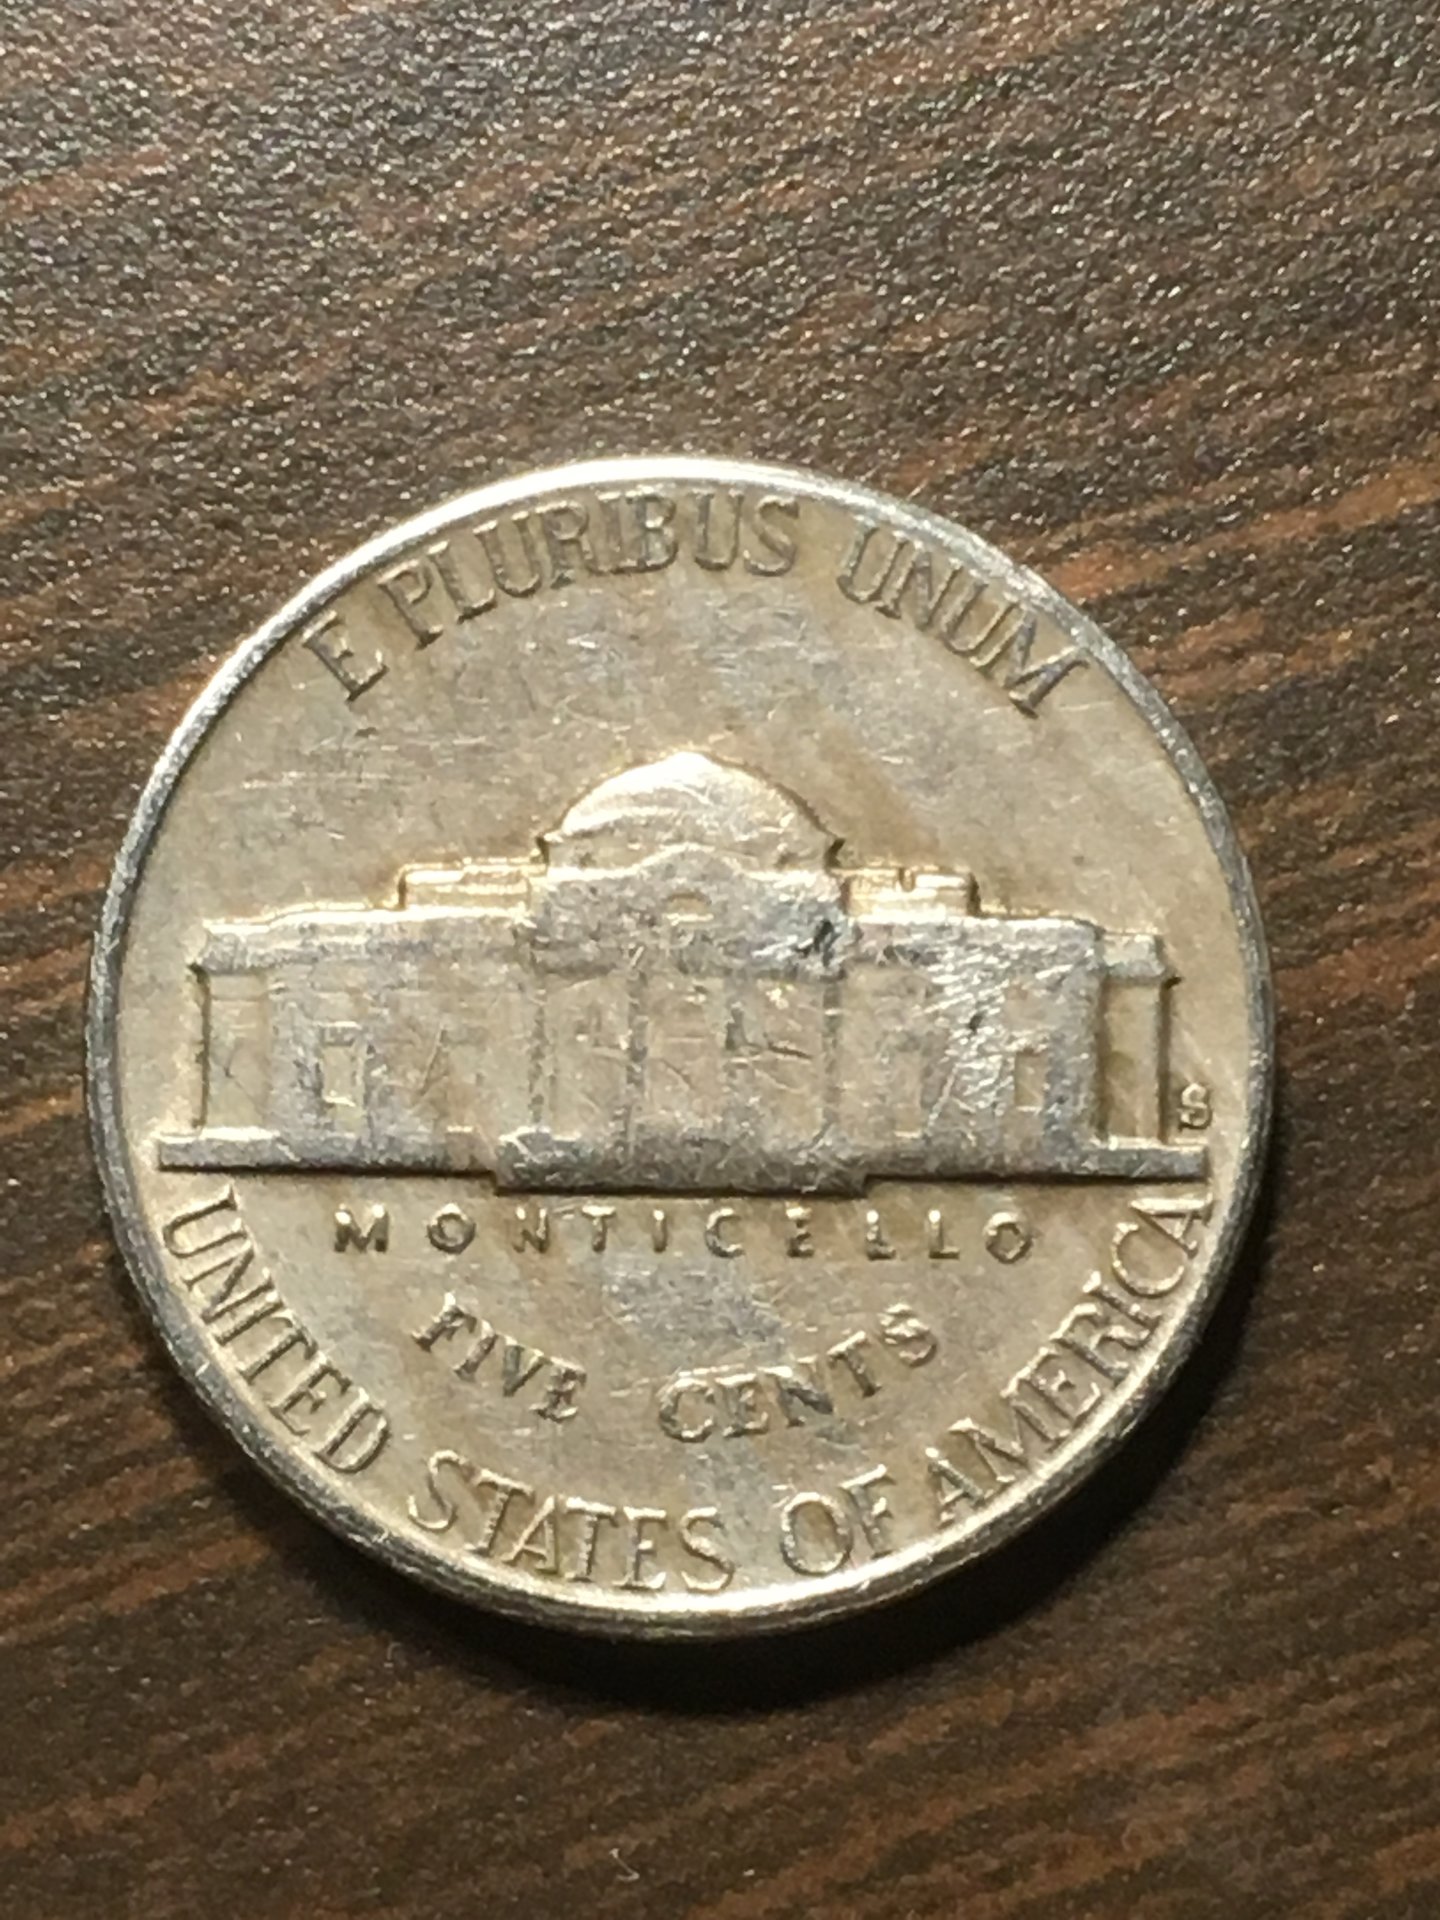 E PLURIBUS UNUM
S
MONTICELLO
FIVE CENTS
UNITED STATES OF AMERICA